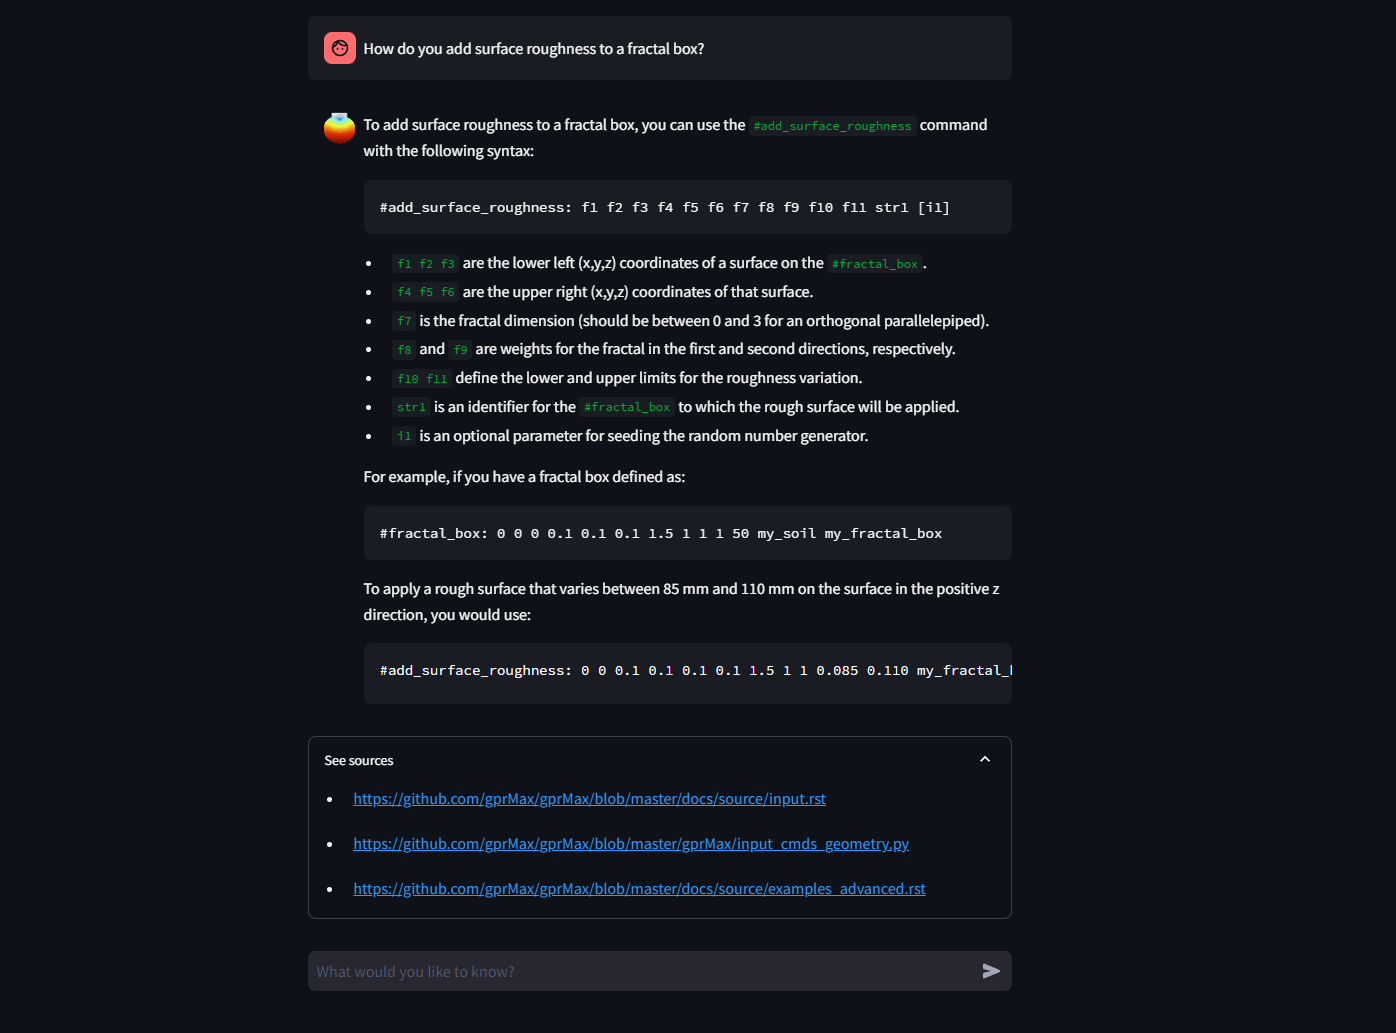 How do you add surface roughness to a fractal box?
To add surface roughness to a fractal box, you can use the #add_surface_roughness command
with the following syntax:
#add_surface_roughness: f1 f2 f3 f4 f5 f6 f7 f8 f9 f10 f11 str1 [i1]
• f1 f2 f3 are the lower left (x,y,z) coordinates of a surface on the #fractal_box .
• f4 f5 f6 are the upper right (x,y,z) coordinates of that surface.
• f7 is the fractal dimension (should be between 0 and 3 for an orthogonal parallelepiped).
• f8 and f9 are weights for the fractal in the first and second directions, respectively.
• f10 f11 define the lower and upper limits for the roughness variation.
• str1 is an identifier for the #fractal_box to which the rough surface will be applied.
• i1 is an optional parameter for seeding the random number generator.
For example, if you have a fractal box defined as:
#fractal_box: 0 0 0 0.1 0.1 0.1 1.5 1 1 1 50 my_soil my_fractal_box
To apply a rough surface that varies between 85 mm and 110 mm on the surface in the positive z
direction, you would use:
#add_surface_roughness: 0 0 0.1 0.1 0.1 0.1 1.5 1 1 0.085 0.110 my_fractal_
See sources
• https://github.com/gprMax/gprMax/blob/master/docs/source/input.rst
• https://github.com/gprMax/gprMax/blob/master/gprMax/input_cmds_geometry.py
• https://github.com/gprMax/gprMax/blob/master/docs/source/examples_advanced.rst
What would you like to know?